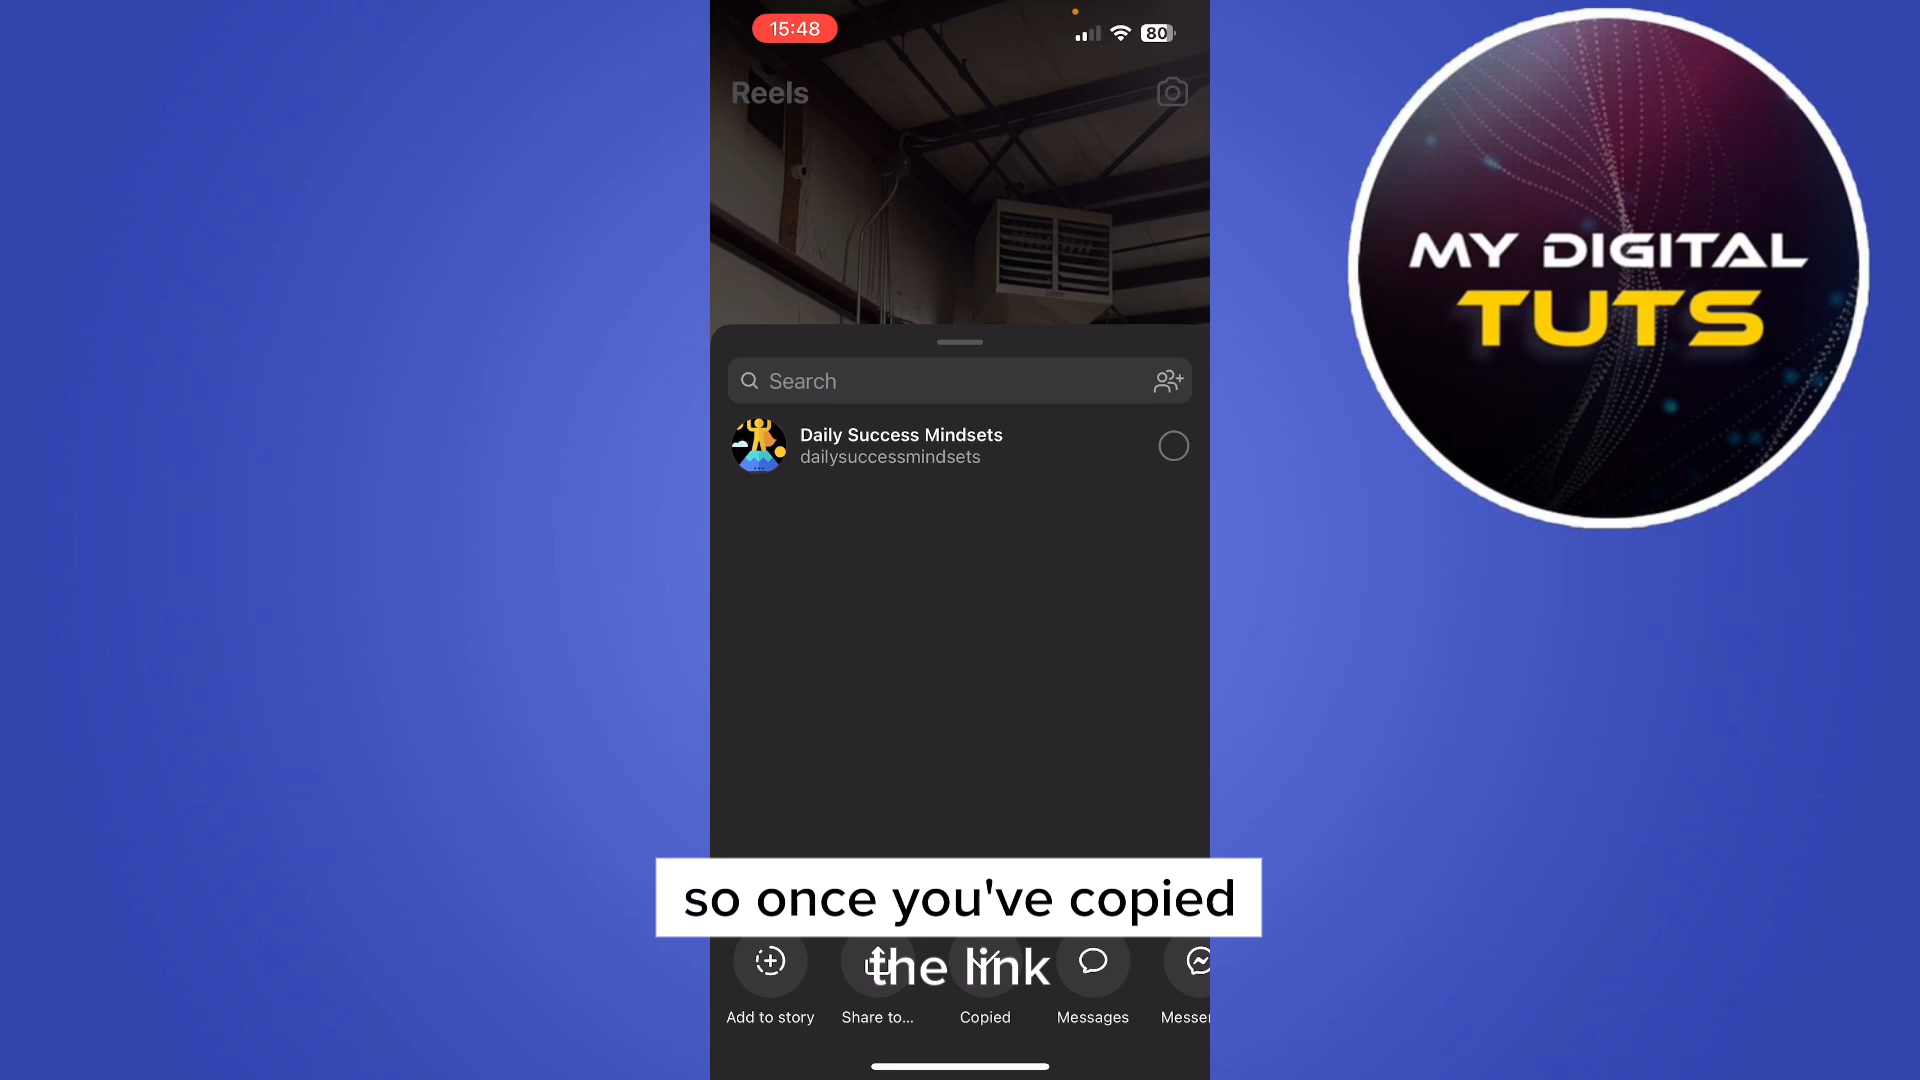 15:48
80
Reels
MY DIGITAL
TUTS
Search
Daily Success Mindsets
dailysuccessmindsets
so once you've copied
the link
Add to story
Share to...
Copied
Messages
Messen